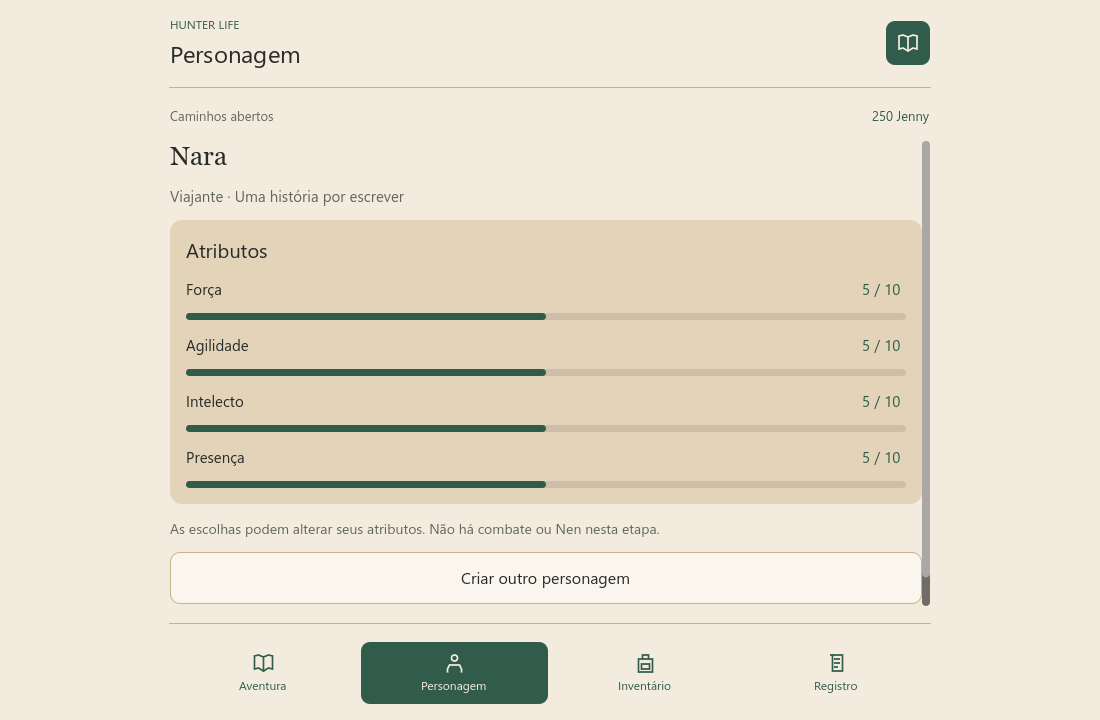 HUNTER LIFE
Personagem
Caminhos abertos
250 Jenny
Nara
Viajante · Uma história por escrever
Atributos
Força
5 / 10
Agilidade
5 / 10
Intelecto
5 / 10
Presença
5 / 10
As escolhas podem alterar seus atributos. Não há combate ou Nen nesta etapa.
Criar outro personagem
Aventura
Personagem
Inventário
Registro